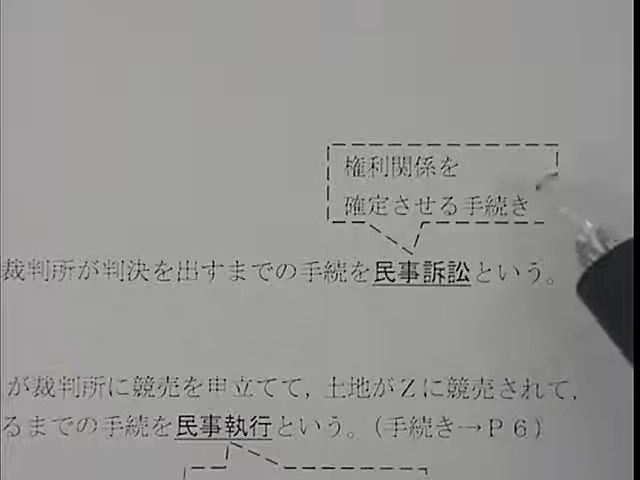 権利関係を
確定させる手続き
裁判所が判決を出すまでの手続を民事訴訟という。
が裁判所に競売を申立てて，土地がＺに競売されて，
るまでの手続を民事執行という。（手続き→Ｐ６）